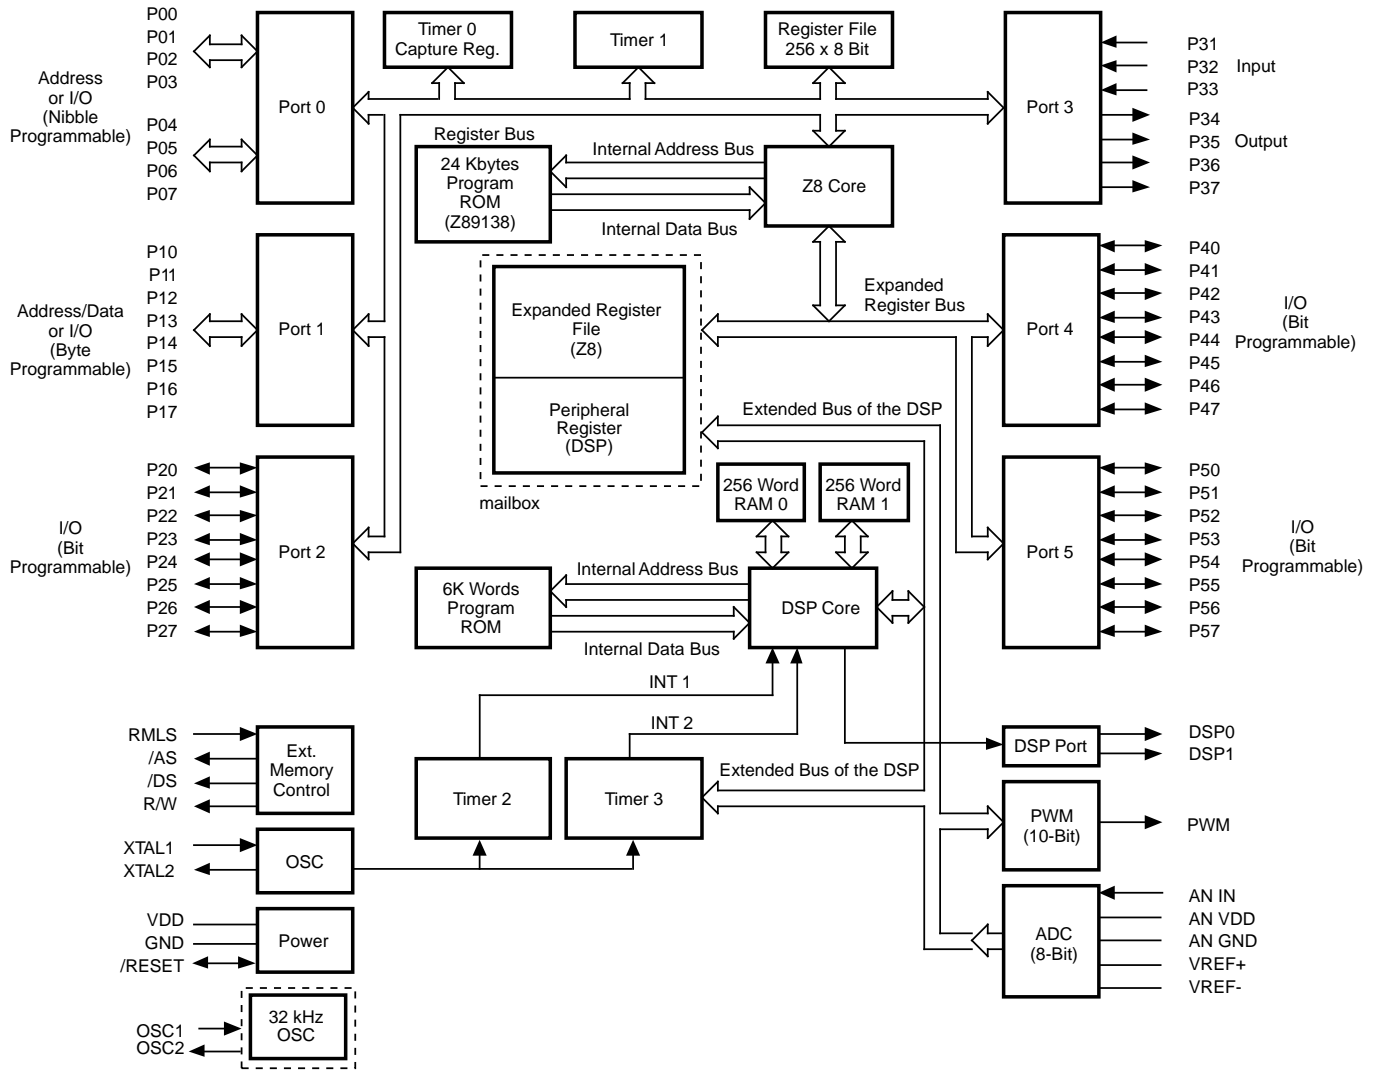 P00
P01
P02
P03
Address
or I/O
(Nibble
Programmable)
P04
P05
P06
P07
Port 0
Timer 0
Capture Reg.
Timer 1
Register File
256 x 8 Bit
Port 3
P31
P32
P33
Input
P34
P35
P36
P37
Output
Register Bus
24 Kbytes
Program
ROM
(Z89138)
Internal Address Bus
Internal Data Bus
Z8 Core
P10
P11
P12
P13
P14
P15
P16
P17
Address/Data
or I/O
(Byte
Programmable)
Port 1
Expanded Register
File
(Z8)
Peripheral
Register
(DSP)
mailbox
Expanded
Register Bus
Port 4
P40
P41
P42
P43
P44
P45
P46
P47
I/O
(Bit
Programmable)
Extended Bus of the DSP
P20
P21
P22
P23
P24
P25
P26
P27
I/O
(Bit
Programmable)
Port 2
256 Word
RAM 0
256 Word
RAM 1
6K Words
Program
ROM
Internal Address Bus
Internal Data Bus
DSP Core
Port 5
P50
P51
P52
P53
P54
P55
P56
P57
I/O
(Bit
Programmable)
INT 1
INT 2
RMLS
/AS
/DS
R/W
Ext.
Memory
Control
Timer 2
Timer 3
Extended Bus of the DSP
DSP Port
DSP0
DSP1
PWM
(10-Bit)
PWM
XTAL1
XTAL2
OSC
VDD
GND
/RESET
Power
ADC
(8-Bit)
AN IN
AN VDD
AN GND
VREF+
VREF-
OSC1
OSC2
32 kHz
OSC